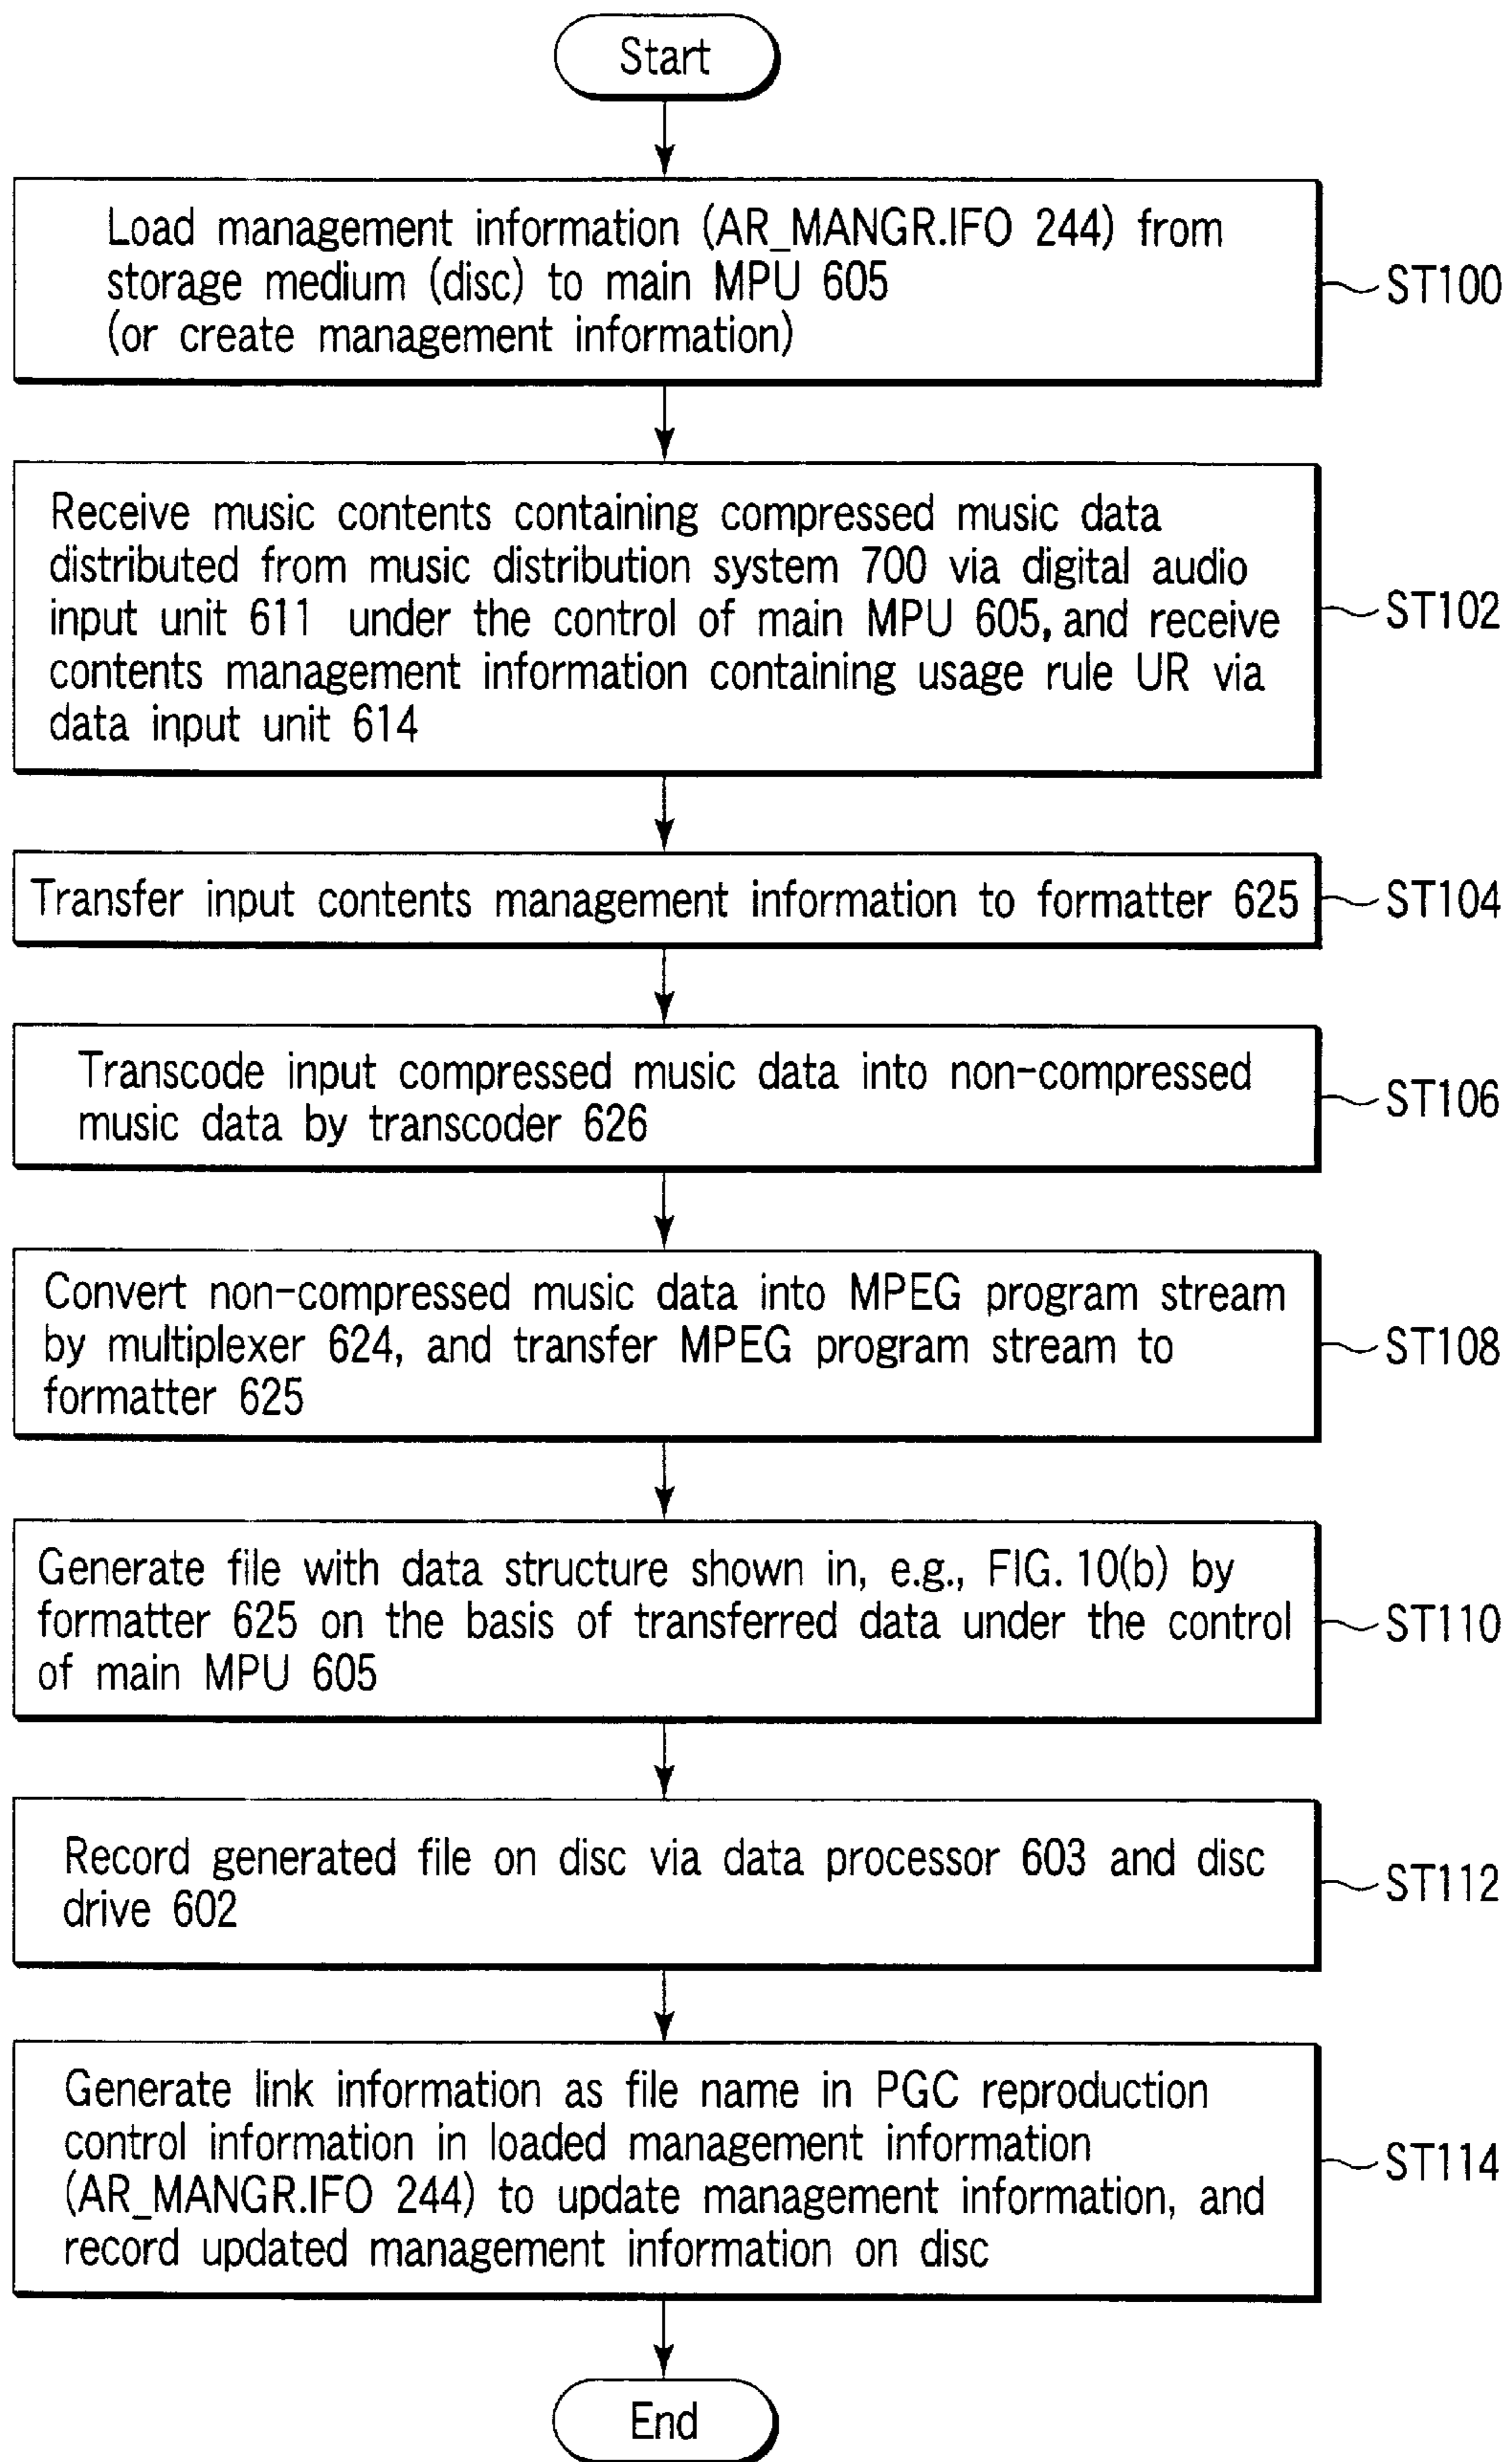 Start
Load management information (AR_MANGR.IFO 244) from
storage medium (disc) to main MPU 605
(or create management information)
ST100
Receive music contents containing compressed music data
distributed from music distribution system 700 via digital audio
input unit 611 under the control of main MPU 605, and receive
contents management information containing usage rule UR via
data input unit 614
ST102
Transfer input contents management information to formatter 625
ST104
Transcode input compressed music data into non-compressed
music data by transcoder 626
ST106
Convert non-compressed music data into MPEG program stream
by multiplexer 624, and transfer MPEG program stream to
formatter 625
ST108
Generate file with data structure shown in, e.g., FIG. 10(b) by
formatter 625 on the basis of transferred data under the control
of main MPU 605
ST110
Record generated file on disc via data processor 603 and disc
drive 602
ST112
Generate link information as file name in PGC reproduction
control information in loaded management information
(AR_MANGR.IFO 244) to update management information, and
record updated management information on disc
ST114
End